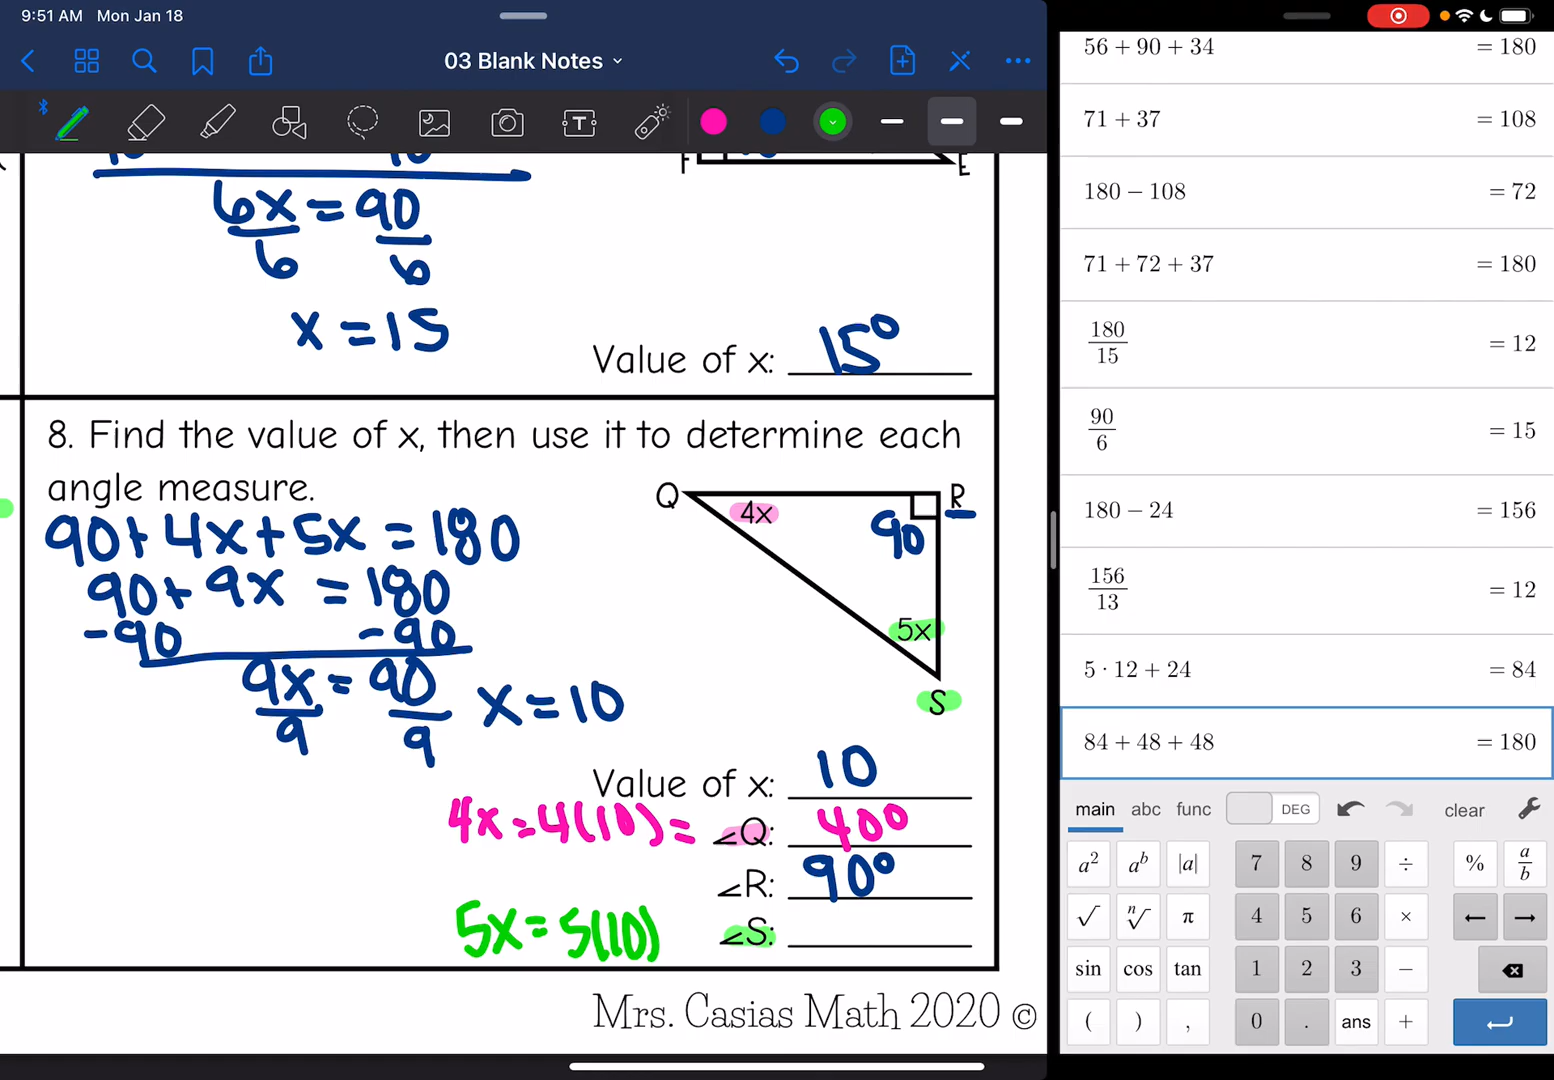 9:51 AM Mon Jan 18
03 Blank Notes
T
F E
6x = 90
6 6
x = 15
Value of x: 15°
8. Find the value of x, then use it to determine each
angle measure.
Q 4x R
90
5x
S
90 + 4x + 5x = 180
90 + 9x = 180
-90 -90
9x = 90
9 9
x = 10
Value of x: 10
4x = 4(10) = ∠Q: 40°
∠R: 90°
5x = 5(10) ∠S:
Mrs. Casias Math 2020 ©
56 + 90 + 34 = 180
71 + 37 = 108
180 − 108 = 72
71 + 72 + 37 = 180
180
15 = 12
90
6 = 15
180 − 24 = 156
156
13 = 12
5 · 12 + 24 = 84
84 + 48 + 48 = 180
main abc func DEG clear
a² aᵇ |a| 7 8 9 ÷ % a/b
√ ⁿ√ π 4 5 6 × ← →
sin cos tan 1 2 3 −
( ) , 0 . ans +